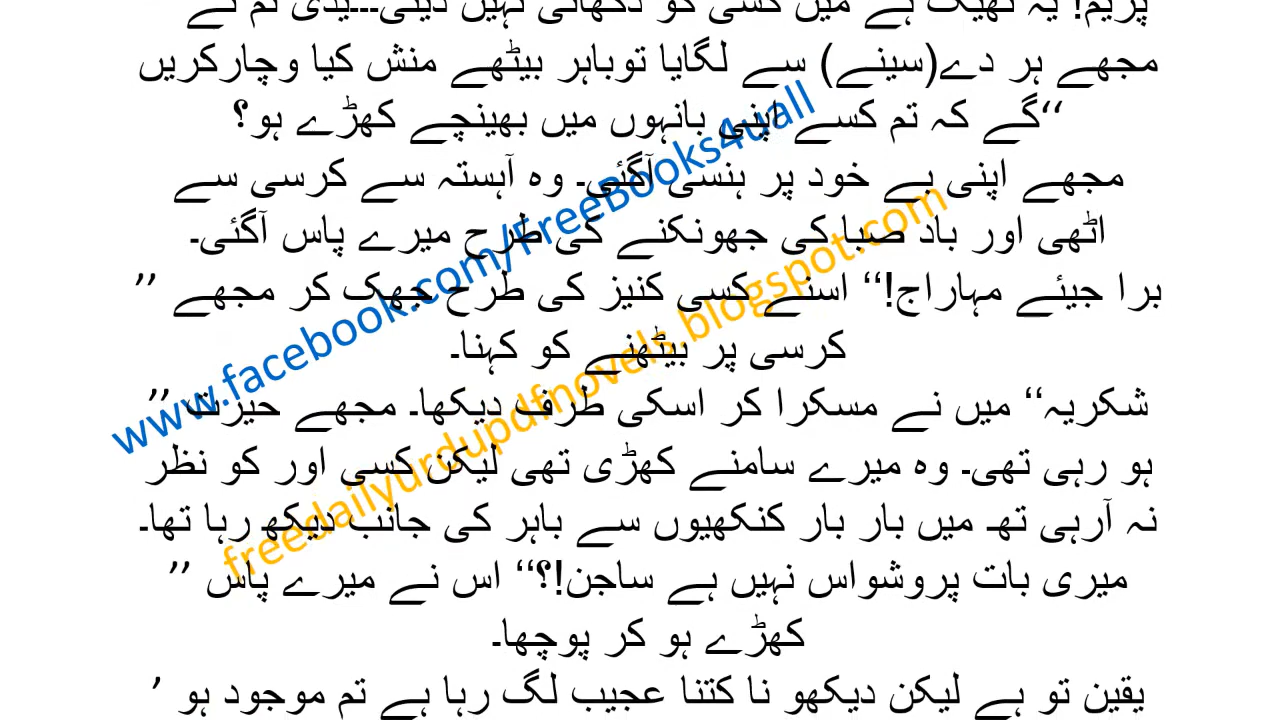 پریم! یہ ٹھیک ہے میں کسی کو دکھائی نہیں دیتی۔۔۔یدی تم نے
مجھے ہر دے(سینے) سے لگایا توباہر بیٹھے منش کیا وچارکریں
گے کہ تم کسے اپنی بانہوں میں بھینچے کھڑے ہو؟‘‘
مجھے اپنی بے خود پر ہنسی آگئی۔ وہ آہستہ سے کرسی سے
اٹھی اور باد صبا کی جھونکنے کی طرح میرے پاس آگئی۔
’’ برا جیئے مہاراج!‘‘ اسنے کسی کنیز کی طرح جھک کر مجھے
کرسی پر بیٹھنے کو کہنا۔
’’ شکریہ‘‘ میں نے مسکرا کر اسکی طرف دیکھا۔ مجھے حیرت
ہو رہی تھی۔ وہ میرے سامنے کھڑی تھی لیکن کسی اور کو نظر
نہ آرہی تھ۔ میں بار بار کنکھیوں سے باہر کی جانب دیکھ رہا تھا۔
’’ میری بات پروشواس نہیں ہے ساجن!؟‘‘ اس نے میرے پاس
کھڑے ہو کر پوچھا۔
’ یقین تو ہے لیکن دیکھو نا کتنا عجیب لگ رہا ہے تم موجود ہو
www.facebook.com/FreeBooks4uall
freedailyurdupdfnovels.blogspot.com